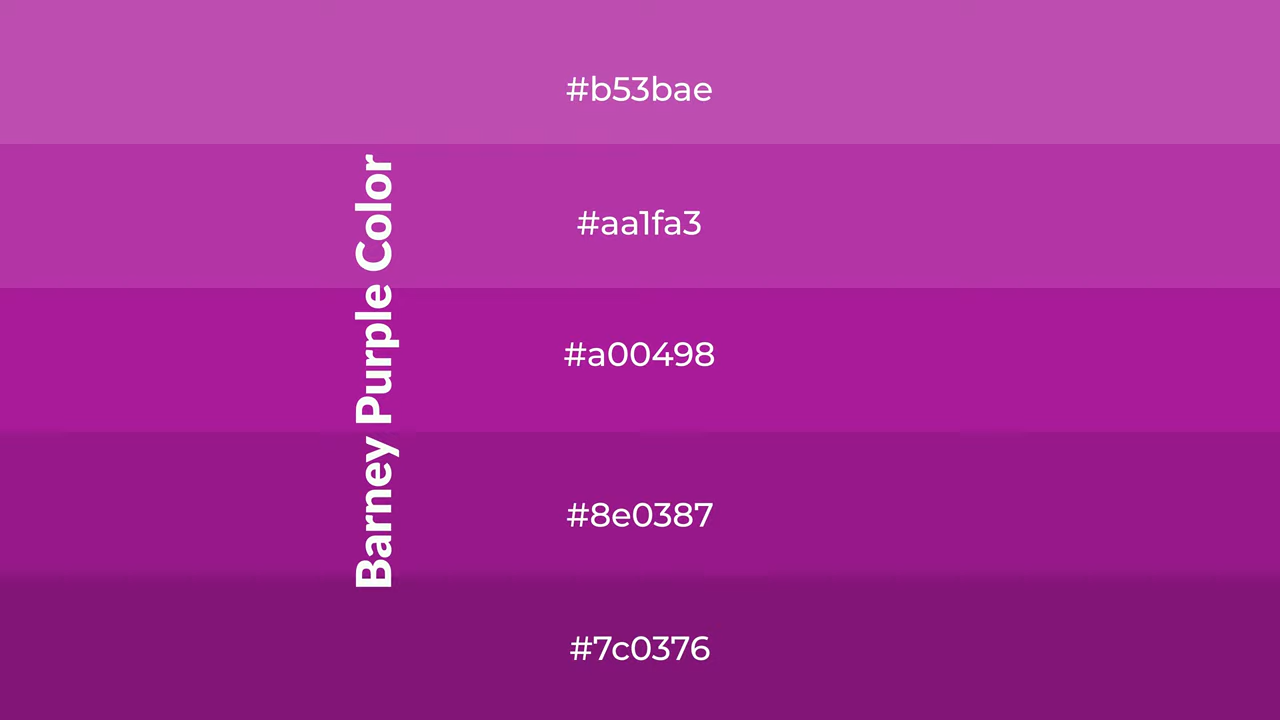 Barney Purple Color
#b53bae
#aa1fa3
#a00498
#8e0387
#7c0376